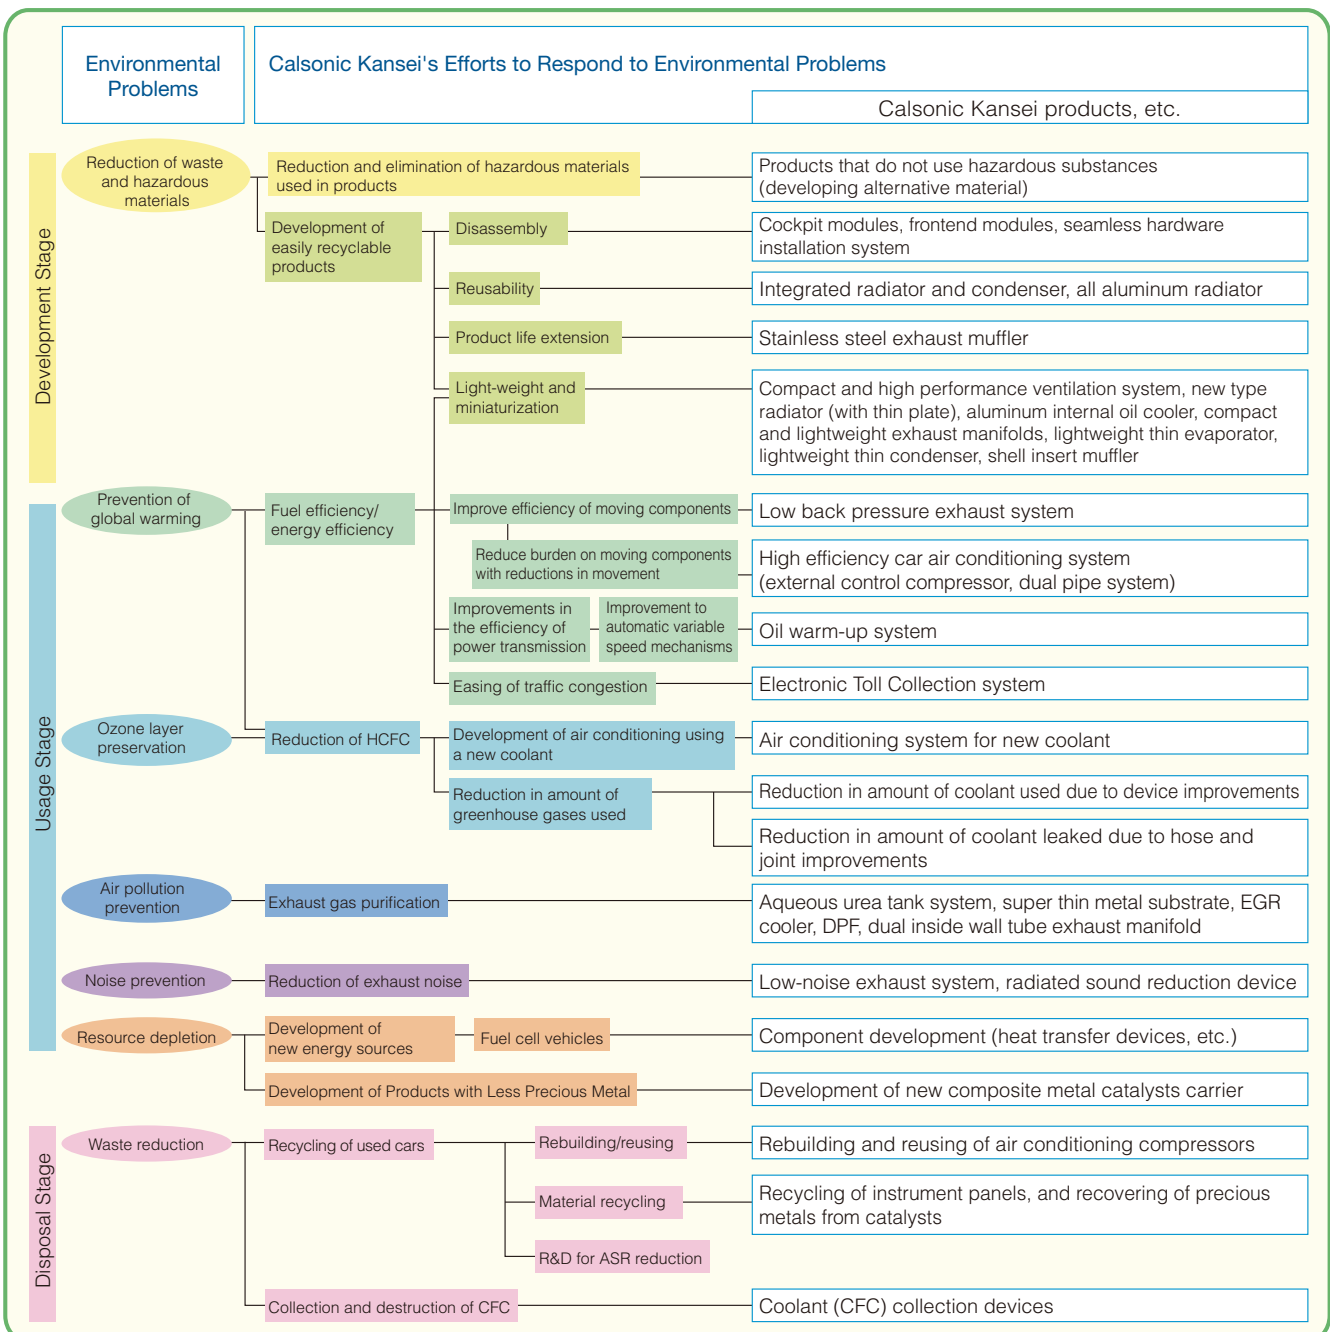 Environmental
Problems
Calsonic Kansei's Efforts to Respond to Environmental Problems
Calsonic Kansei products, etc.
Development Stage
Reduction of waste
and hazardous
materials
Reduction and elimination of hazardous materials
used in products
Products that do not use hazardous substances
(developing alternative material)
Development of
easily recyclable
products
Disassembly
Cockpit modules, frontend modules, seamless hardware
installation system
Reusability
Integrated radiator and condenser, all aluminum radiator
Product life extension
Stainless steel exhaust muffler
Light-weight and
miniaturization
Compact and high performance ventilation system, new type
radiator (with thin plate), aluminum internal oil cooler, compact
and lightweight exhaust manifolds, lightweight thin evaporator,
lightweight thin condenser, shell insert muffler
Usage Stage
Prevention of
global warming
Fuel efficiency/
energy efficiency
Improve efficiency of moving components
Low back pressure exhaust system
Reduce burden on moving components
with reductions in movement
High efficiency car air conditioning system
(external control compressor, dual pipe system)
Improvements in
the efficiency of
power transmission
Improvement to
automatic variable
speed mechanisms
Oil warm-up system
Easing of traffic congestion
Electronic Toll Collection system
Ozone layer
preservation
Reduction of HCFC
Development of air conditioning using
a new coolant
Air conditioning system for new coolant
Reduction in amount of
greenhouse gases used
Reduction in amount of coolant used due to device improvements
Reduction in amount of coolant leaked due to hose and
joint improvements
Air pollution
prevention
Exhaust gas purification
Aqueous urea tank system, super thin metal substrate, EGR
cooler, DPF, dual inside wall tube exhaust manifold
Noise prevention
Reduction of exhaust noise
Low-noise exhaust system, radiated sound reduction device
Resource depletion
Development of
new energy sources
Fuel cell vehicles
Component development (heat transfer devices, etc.)
Development of Products with Less Precious Metal
Development of new composite metal catalysts carrier
Disposal Stage
Waste reduction
Recycling of used cars
Rebuilding/reusing
Rebuilding and reusing of air conditioning compressors
Material recycling
Recycling of instrument panels, and recovering of precious
metals from catalysts
R&D for ASR reduction
Collection and destruction of CFC
Coolant (CFC) collection devices